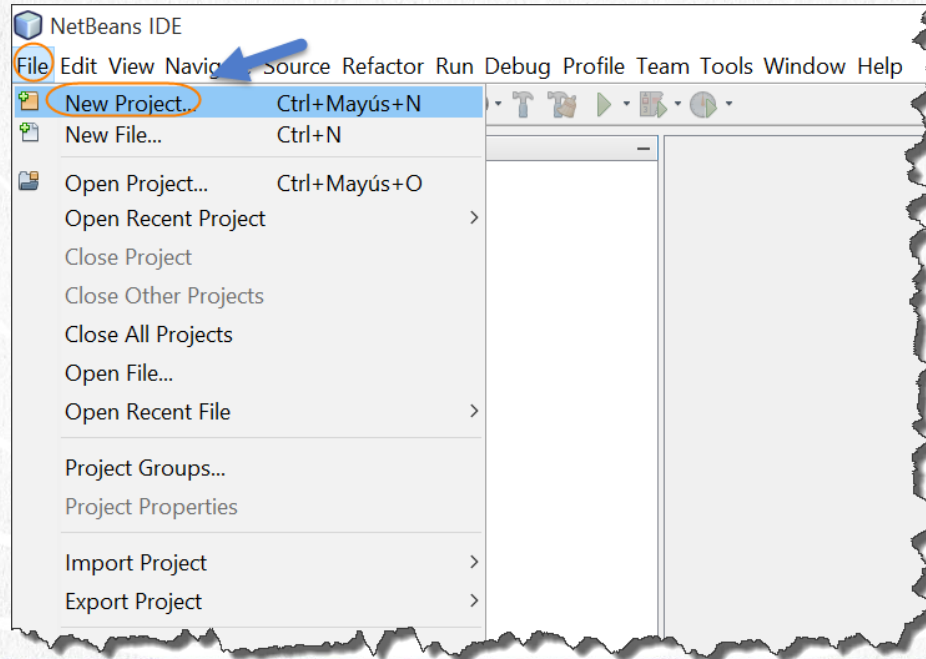 NetBeans IDE
File Edit View Source Refactor Run Debug Profile Team Tools Window Help
New Project... Ctrl+Mayús+N
New File... Ctrl+N
Open Project... Ctrl+Mayús+O
Open Recent Project
Close Project
Close Other Projects
Close All Projects
Open File...
Open Recent File
Project Groups...
Project Properties
Import Project
Export Project